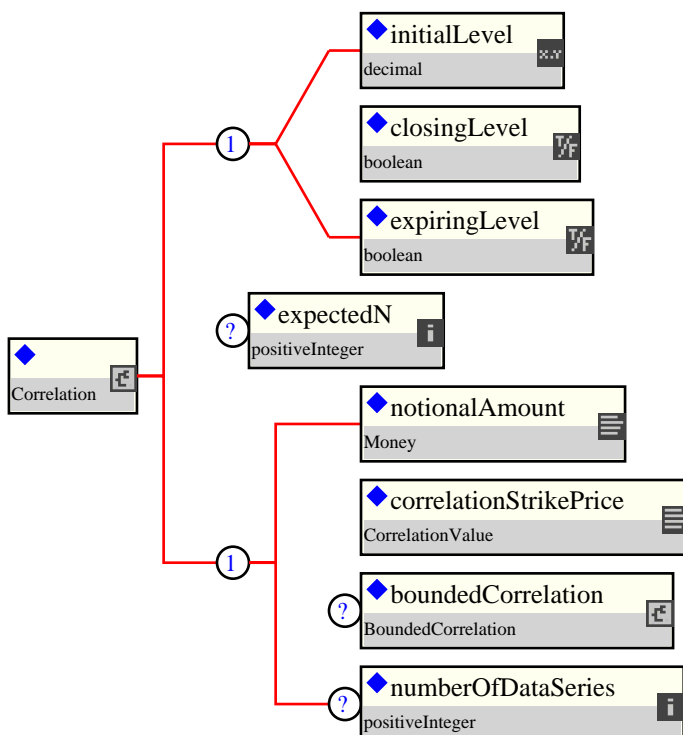 initialLevel
x.y
decimal
closingLevel
T/F
boolean
1
expiringLevel
T/F
boolean
expectedN
?
i
positiveInteger
Correlation
notionalAmount
Money
correlationStrikePrice
CorrelationValue
1
boundedCorrelation
?
BoundedCorrelation
numberOfDataSeries
?
i
positiveInteger